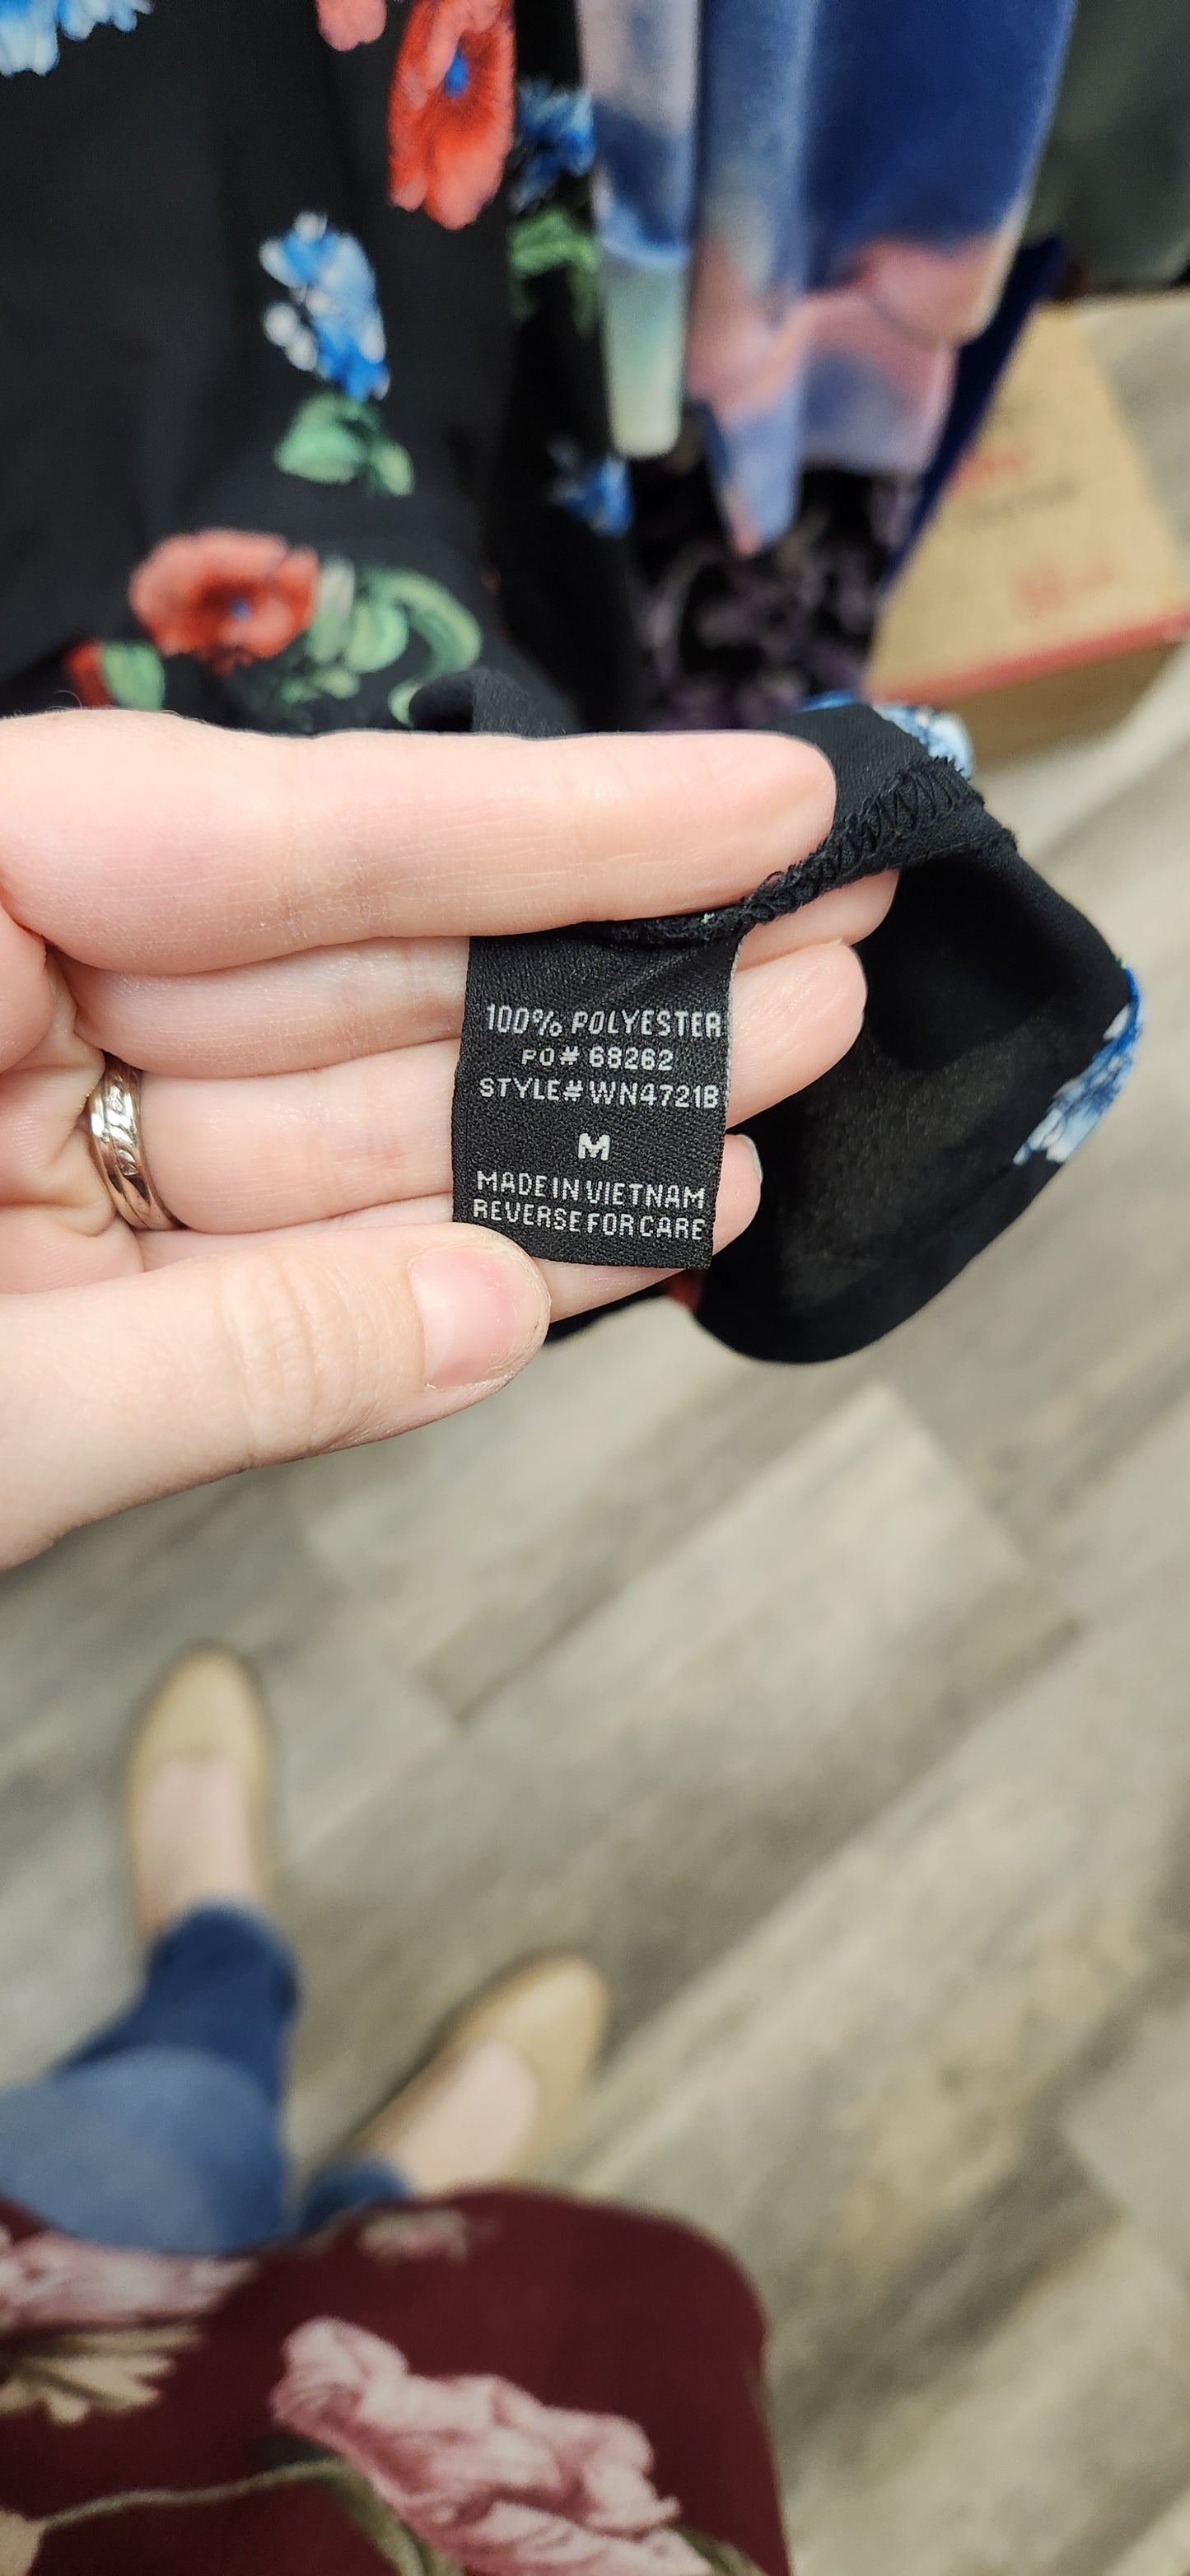 100% POLYESTER
PO# 68262
STYLE# WN4721B
M
MADE IN VIETNAM
REVERSE FOR CARE